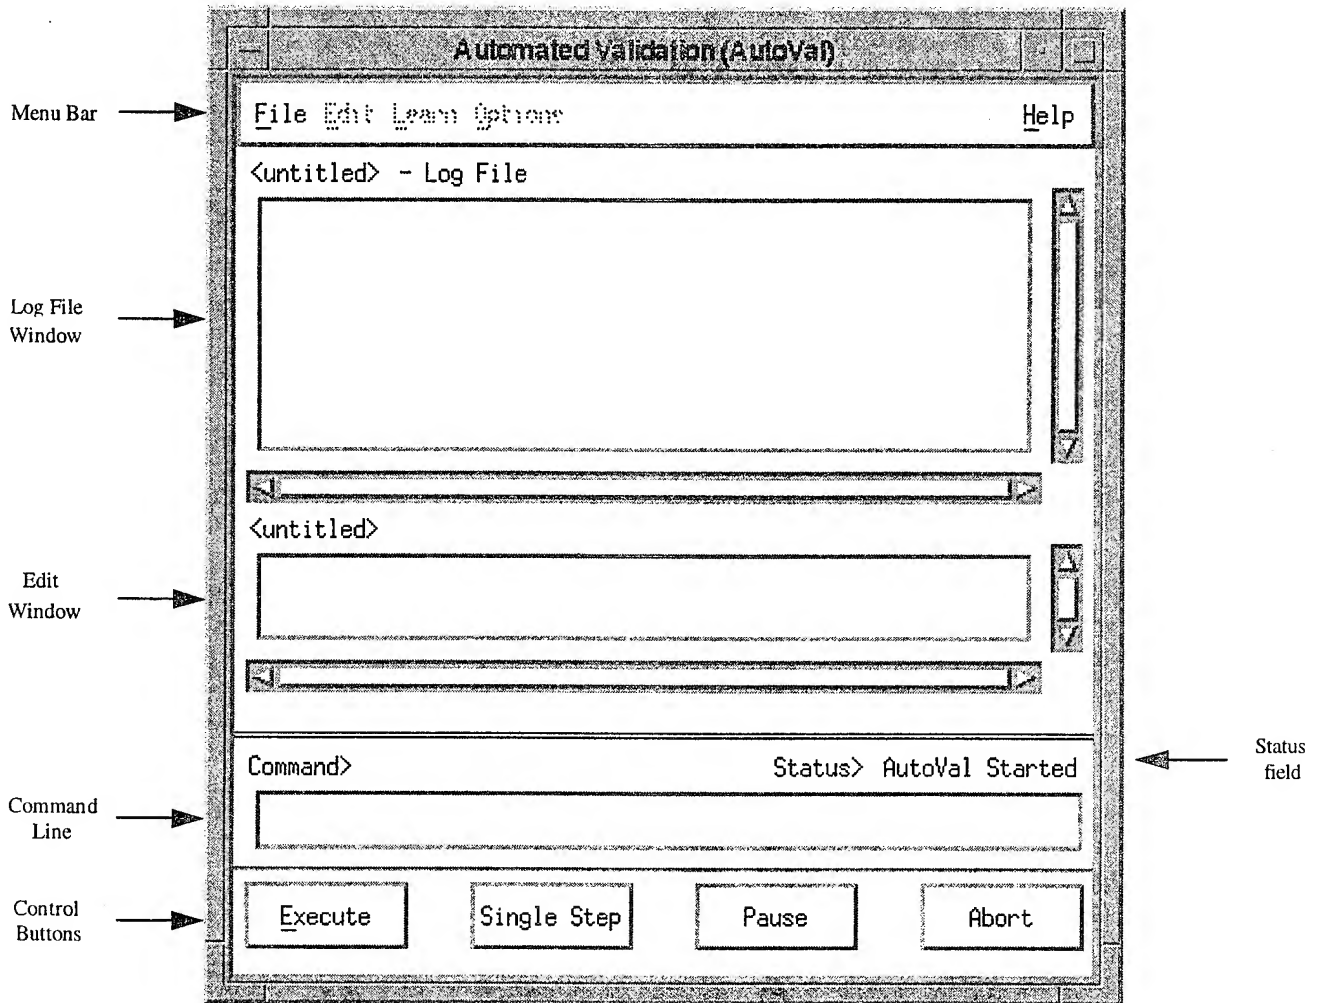 Automated Validation (AutoVal)
Menu Bar
File Edit Learn Options Help
<untitled> - Log File
Log File
Window
<untitled>
Edit
Window
Command> Status> AutoVal Started
Status
field
Command
Line
Control
Buttons
Execute Single Step Pause Abort